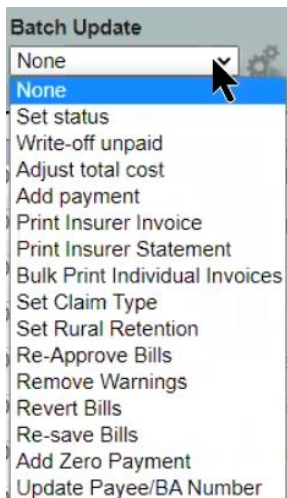 Batch Update
None
None
Set status
Write-off unpaid
Adjust total cost
Add payment
Print Insurer Invoice
Print Insurer Statement
Bulk Print Individual Invoices
Set Claim Type
Set Rural Retention
Re-Approve Bills
Remove Warnings
Revert Bills
Re-save Bills
Add Zero Payment
Update Payee/BA Number